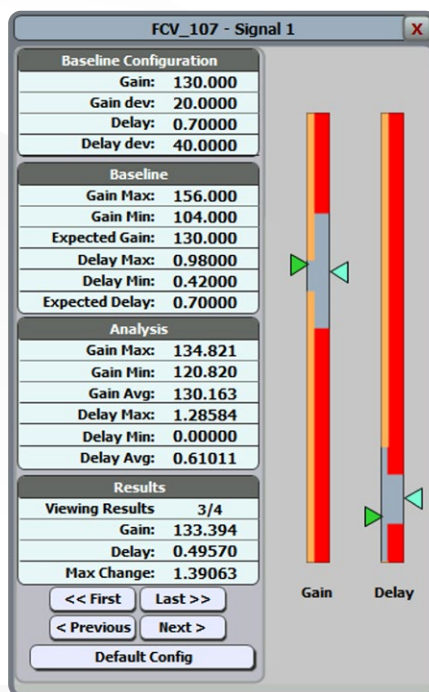 FCV_107 - Signal 1
X
Baseline Configuration
Gain: 130.000
Gain dev: 20.0000
Delay: 0.70000
Delay dev: 40.0000
Baseline
Gain Max: 156.000
Gain Min: 104.000
Expected Gain: 130.000
Delay Max: 0.98000
Delay Min: 0.42000
Expected Delay: 0.70000
Analysis
Gain Max: 134.821
Gain Min: 120.820
Gain Avg: 130.163
Delay Max: 1.28584
Delay Min: 0.00000
Delay Avg: 0.61011
Results
Viewing Results 3/4
Gain: 133.394
Delay: 0.49570
Max Change: 1.39063
<< First Last >>
< Previous Next >
Default Config
Gain Delay